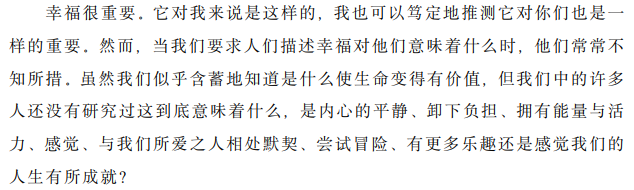 幸福很重要。它对我来说是这样的，我也可以笃定地推测它对你们也是一
样的重要。然而，当我们要求人们描述幸福对他们意味着什么时，他们常常不
知所措。虽然我们似乎含蓄地知道是什么使生命变得有价值，但我们中的许多
人还没有研究过这到底意味着什么，是内心的平静、卸下负担、拥有能量与活
力、感觉、与我们所爱之人相处默契、尝试冒险、有更多乐趣还是感觉我们的
人生有所成就？